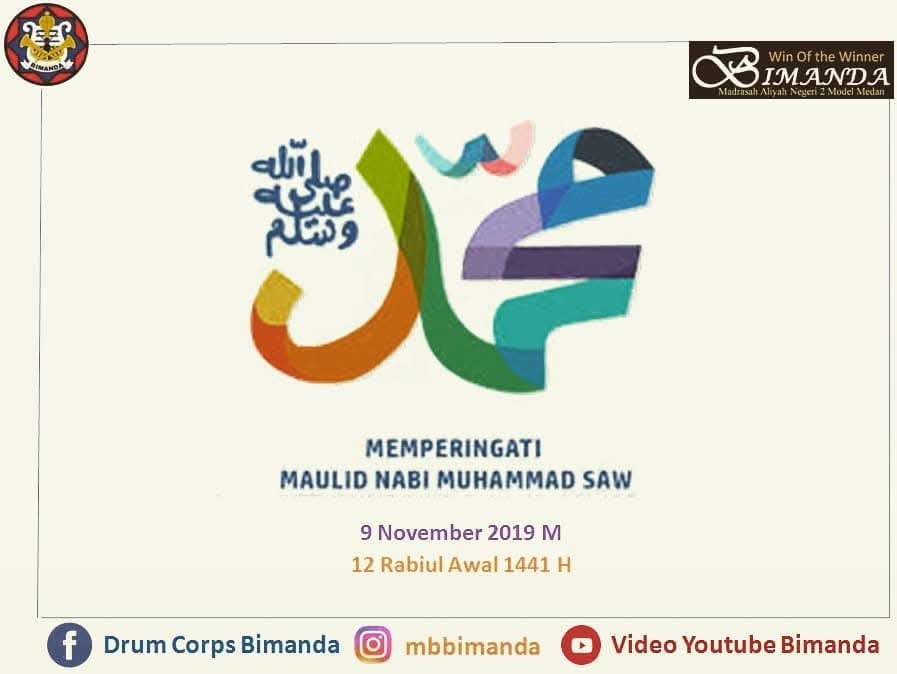 BIMANDA
Win Of the Winner
BIMANDA
Madrasah Aliyah Negeri 2 Model Medan
محمد
صلى الله عليه وسلم
MEMPERINGATI
MAULID NABI MUHAMMAD SAW
9 November 2019 M
12 Rabiul Awal 1441 H
Drum Corps Bimanda
mbbimanda
Video Youtube Bimanda